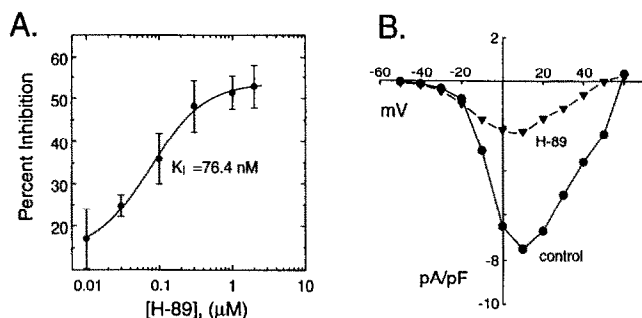 A.
Percent Inhibition
60
50
40
30
20
K_I =76.4 nM
0.01
0.1
1
10
[H-89], (μM)
B.
2
-60
-40
-20
20
40
60
mV
H-89
control
-8
pA/pF
-10